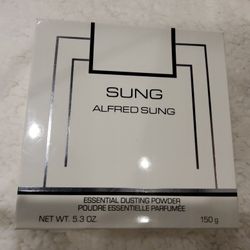 SUNG
ALFRED SUNG
ESSENTIAL DUSTING POWDER
POUDRE ESSENTIELLE PARFUMÉE
NET WT. 5.3 OZ. 150 g